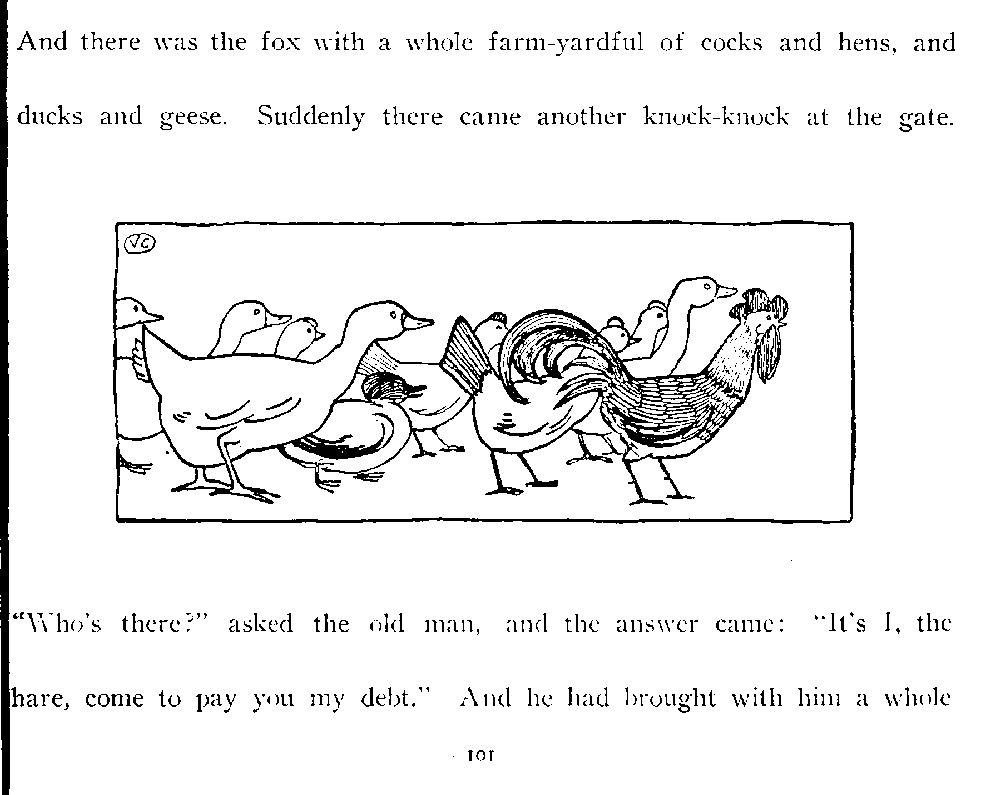 And there was the fox with a whole farm-yardful of cocks and hens, and
ducks and geese. Suddenly there came another knock-knock at the gate.
VC
"Who's there?" asked the old man, and the answer came: "It's I, the
hare, come to pay you my debt." And he had brought with him a whole
101